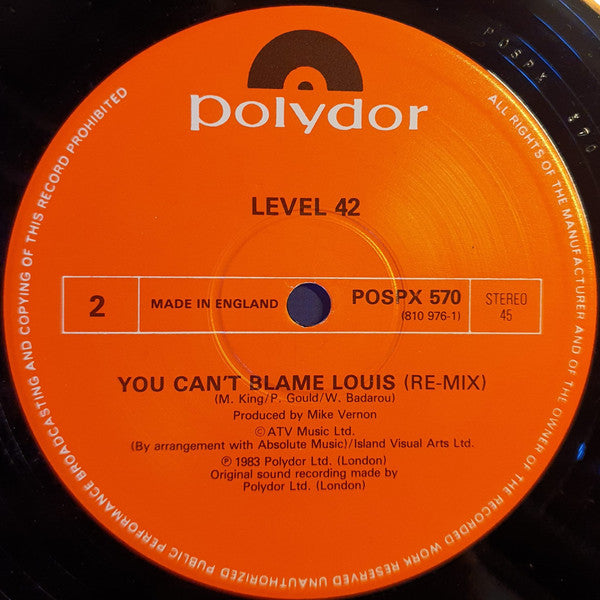 polydor
LEVEL 42
2
MADE IN ENGLAND
POSPX 570
(810 976-1)
STEREO
45
YOU CAN'T BLAME LOUIS (RE-MIX)
(M. King/P. Gould/W. Badarou)
Produced by Mike Vernon
©ATV Music Ltd.
(By arrangement with Absolute Music)/Island Visual Arts Ltd.
℗ 1983 Polydor Ltd. (London)
Original sound recording made by
Polydor Ltd. (London)
ALL RIGHTS OF THE MANUFACTURER AND OF THE OWNER OF THE RECORDED WORK RESERVED UNAUTHORIZED PUBLIC PERFORMANCE BROADCASTING AND COPYING OF THIS RECORD PROHIBITED
POSPX 570